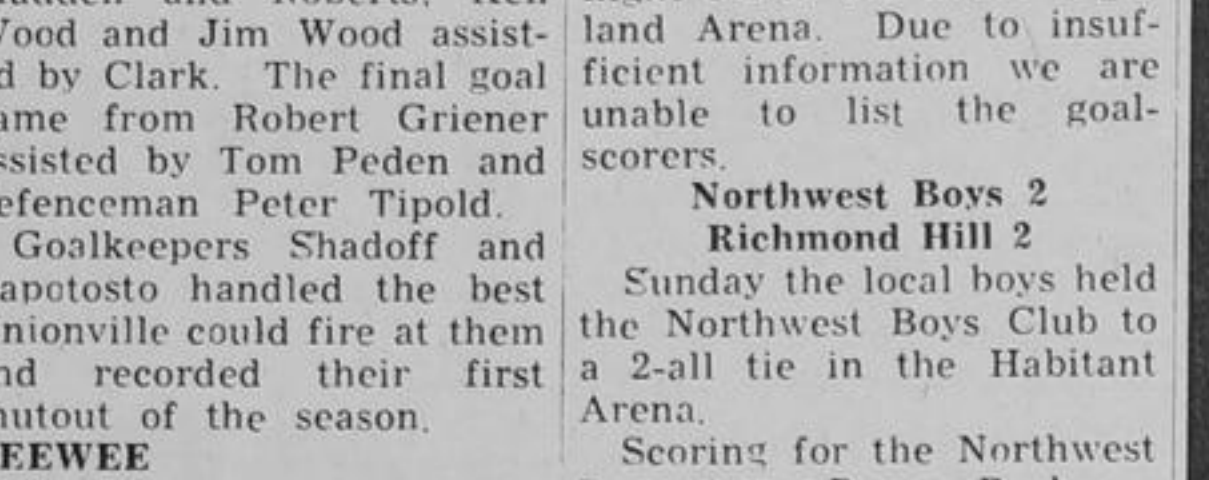 Wood and Jim Wood assist-
d by Clark. The final goal
ame from Robert Griener
ssisted by Tom Peden and
efenceman Peter Tipold.
Goalkeepers Shadoff and
apotosto handled the best
nionville could fire at them
nd recorded their first
hutout of the season.
EEWEE
land Arena. Due to insuf-
ficient information we are
unable to list the goal-
scorers.
Northwest Boys 2
Richmond Hill 2
Sunday the local boys held
the Northwest Boys Club to
a 2-all tie in the Habitant
Arena.
Scoring for the Northwest